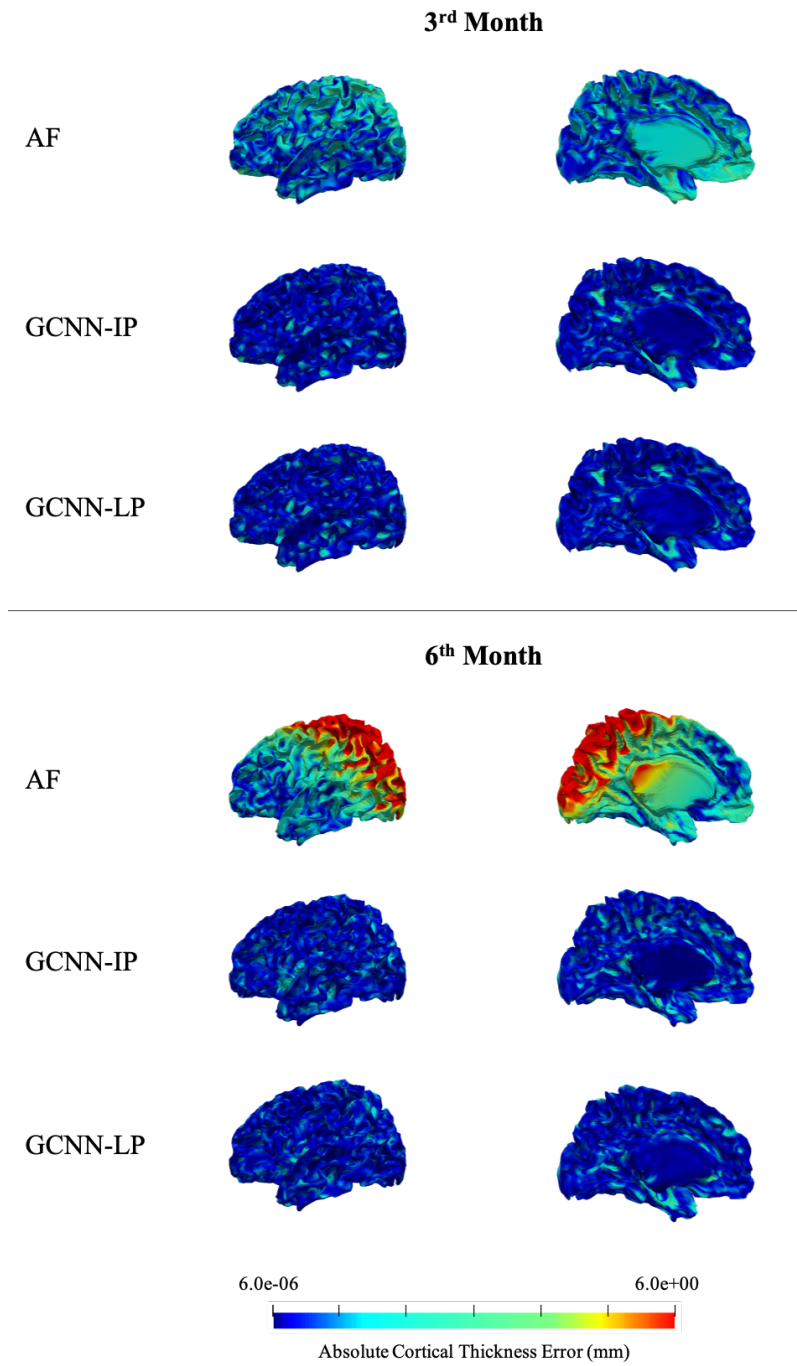 3rd Month
AF
GCNN-IP
GCNN-LP
6th Month
AF
GCNN-IP
GCNN-LP
6.0e-06 6.0e+00
Absolute Cortical Thickness Error (mm)